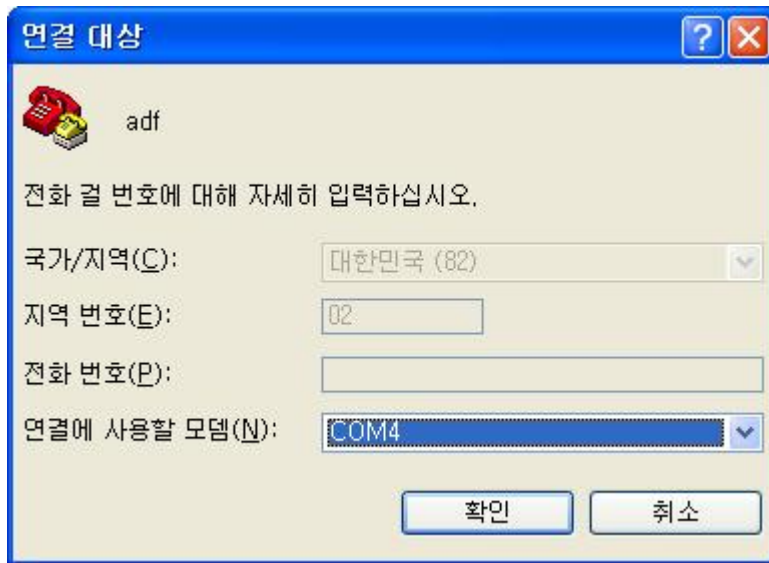 연결 대상
adf
전화 걸 번호에 대해 자세히 입력하십시오.
국가/지역(C): 대한민국 (82)
지역 번호(E): 02
전화 번호(P):
연결에 사용할 모뎀(N): COM4
확인 취소